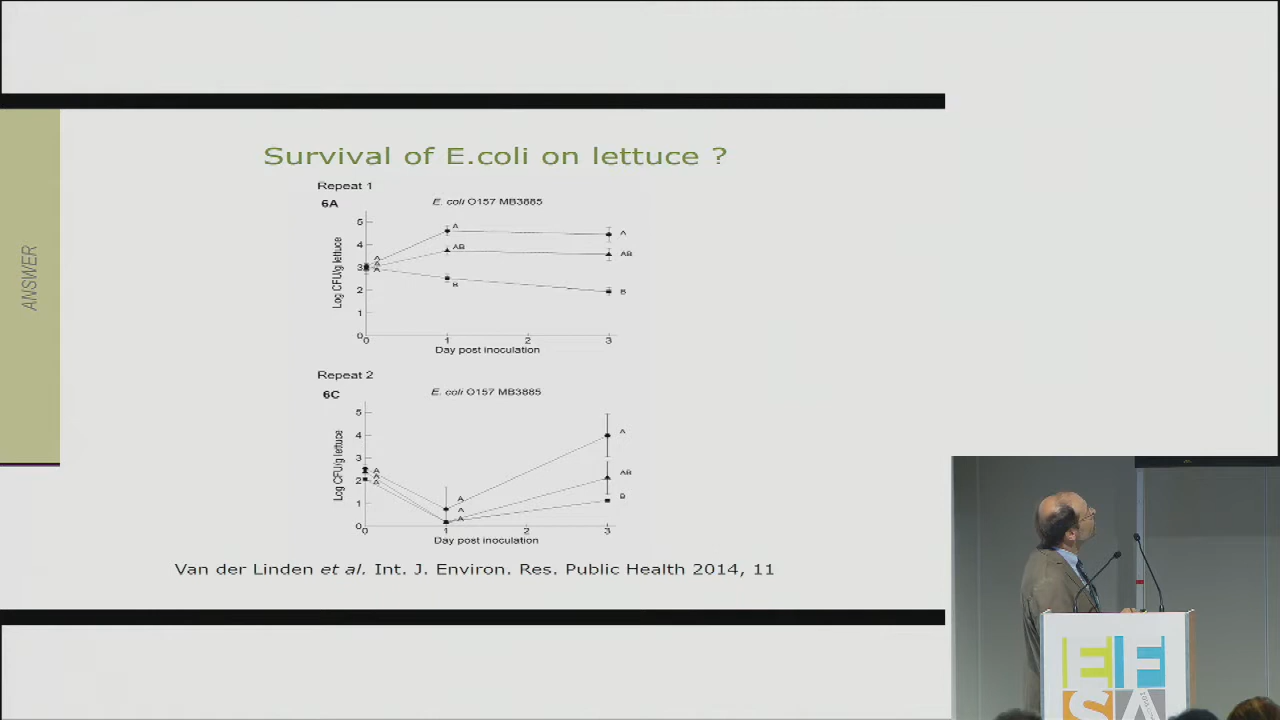 ANSWER
Survival of E.coli on lettuce ?
Repeat 1
6A
E. coli O157 MB3885
Log CFU/g lettuce
5
4
3
2
1
0
A
A
A
A
AB
B
A
AB
B
0 1 2 3
Day post inoculation
Repeat 2
6C
E. coli O157 MB3885
Log CFU/g lettuce
5
4
3
2
1
0
A
A
A
A
A
A
A
AB
B
0 1 2 3
Day post inoculation
Van der Linden et al. Int. J. Environ. Res. Public Health 2014, 11
EF
SA